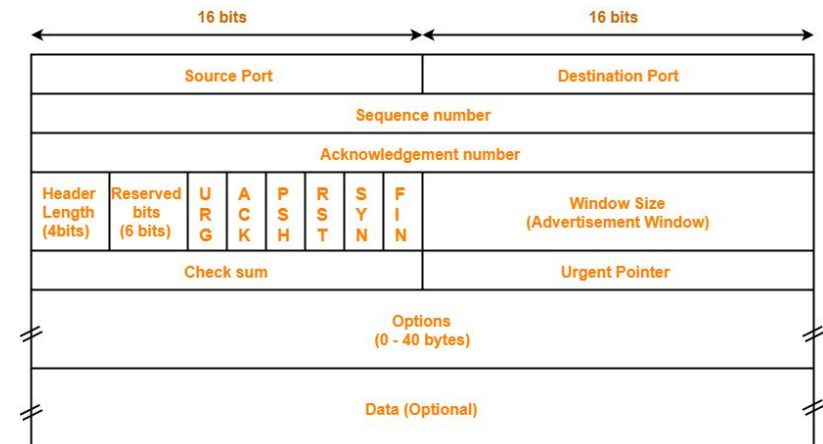 16 bits
16 bits
Source Port
Destination Port
Sequence number
Acknowledgement number
Header
Length
(4bits)
Reserved
bits
(6 bits)
U
R
G
A
C
K
P
S
H
R
S
T
S
Y
N
F
I
N
Window Size
(Advertisement Window)
Check sum
Urgent Pointer
Options
(0 - 40 bytes)
Data (Optional)